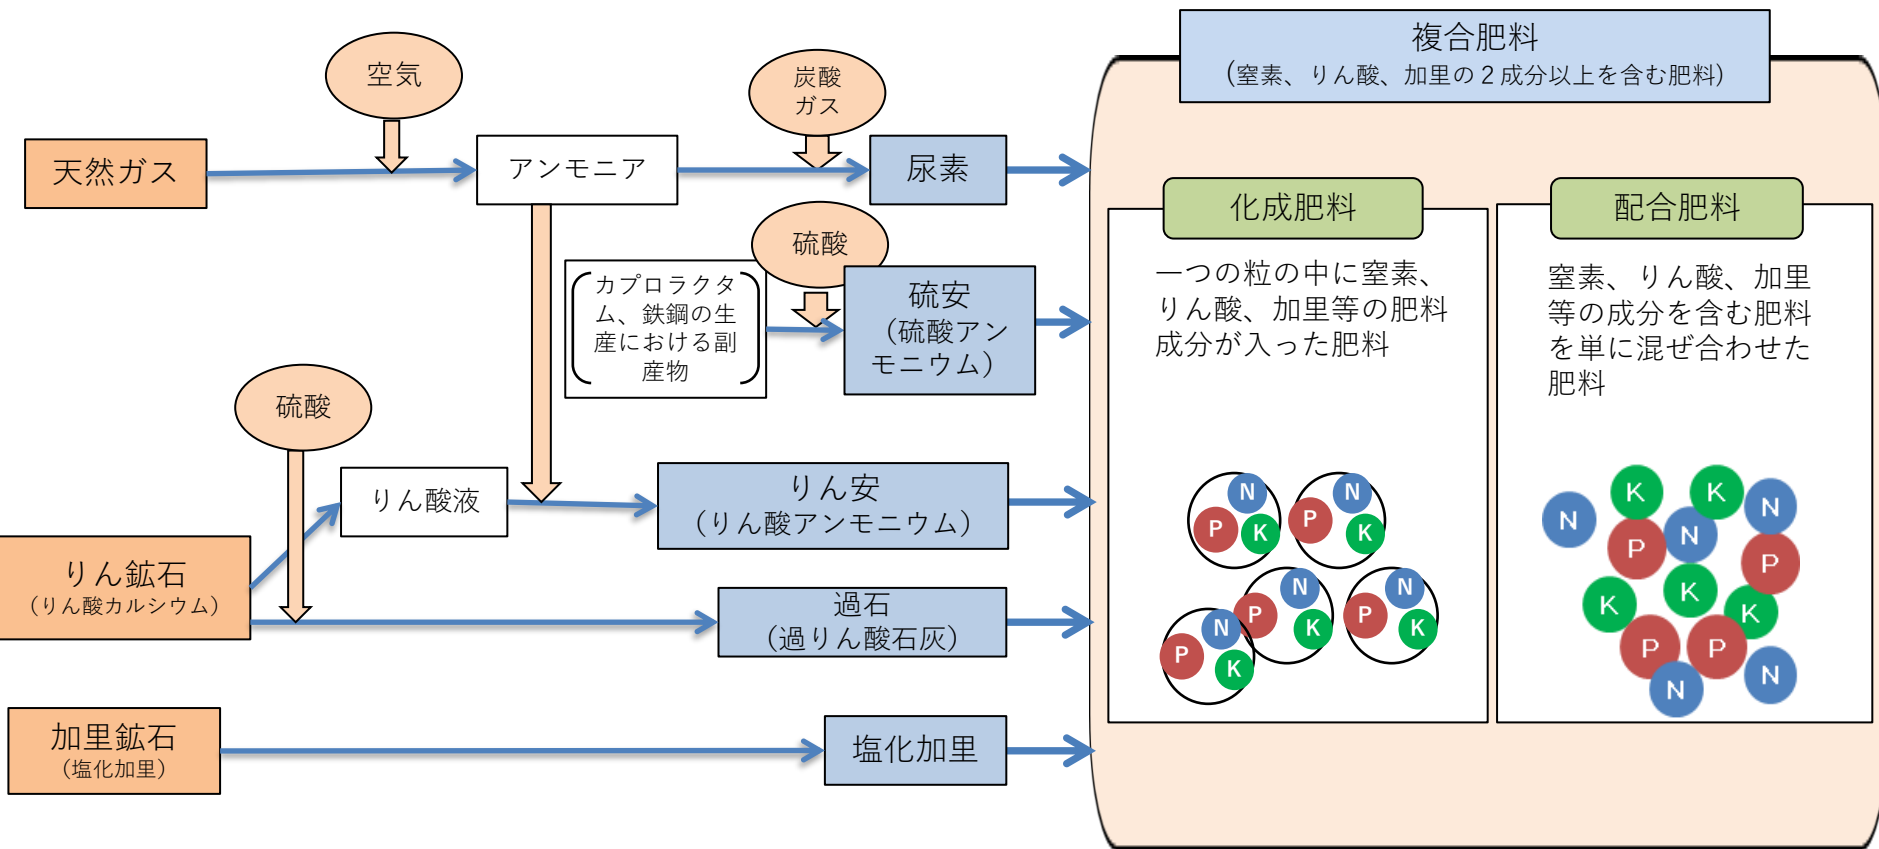 複合肥料
(窒素、りん酸、加里の２成分以上を含む肥料)
空気
炭酸
ガス
天然ガス
アンモニア
尿素
硫酸
カプロラクタ
ム、鉄鋼の生
産における副
産物
硫安
（硫酸アン
モニウム）
硫酸
りん酸液
りん安
（りん酸アンモニウム）
りん鉱石
（りん酸カルシウム）
過石
（過りん酸石灰）
加里鉱石
（塩化加里）
塩化加里
化成肥料
一つの粒の中に窒素、
りん酸、加里等の肥料
成分が入った肥料
N
P
K
N
P
K
N
P
K
N
P
K
N
P
K
配合肥料
窒素、りん酸、加里
等の成分を含む肥料
を単に混ぜ合わせた
肥料
K
K
N
N
N
P
P
K
K
K
P
P
N
N